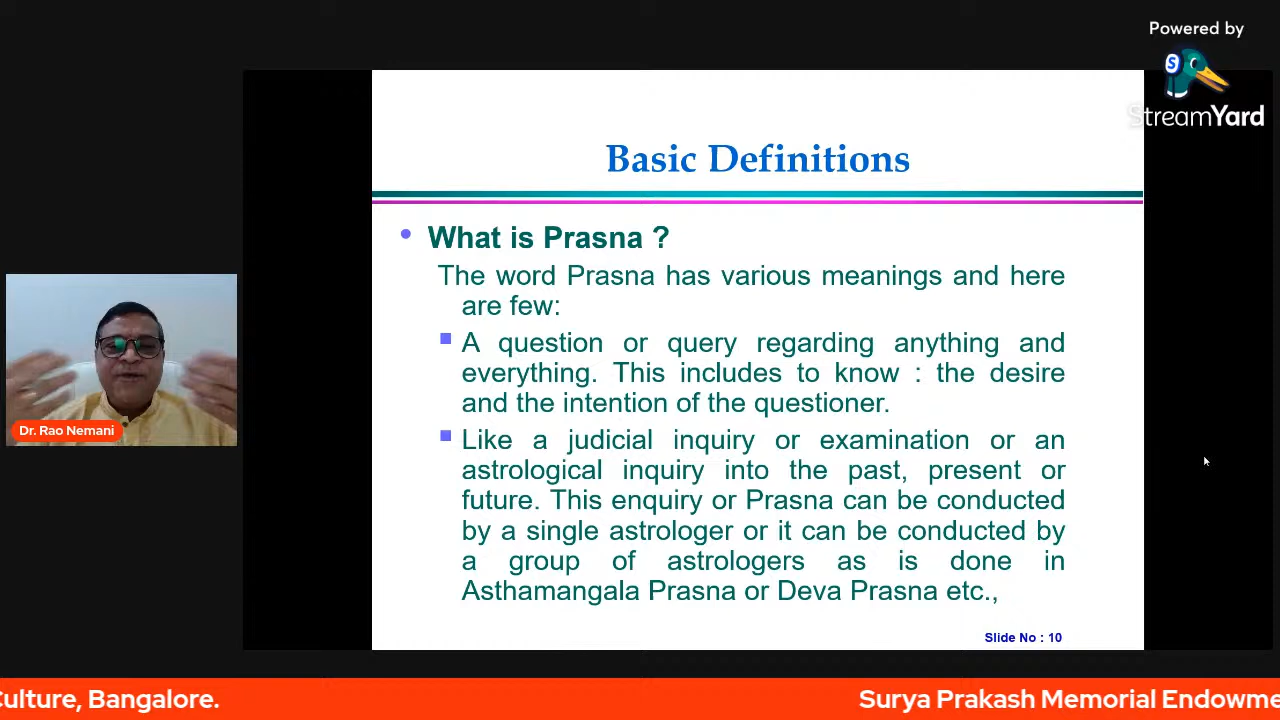 Powered by
StreamYard
Basic Definitions
What is Prasna ?
The word Prasna has various meanings and here
are few:
A question or query regarding anything and
everything. This includes to know : the desire
and the intention of the questioner.
Like a judicial inquiry or examination or an
astrological inquiry into the past, present or
future. This enquiry or Prasna can be conducted
by a single astrologer or it can be conducted by
a group of astrologers as is done in
Asthamangala Prasna or Deva Prasna etc.,
Slide No : 10
Dr. Rao Nemani
Culture, Bangalore.
Surya Prakash Memorial Endowme